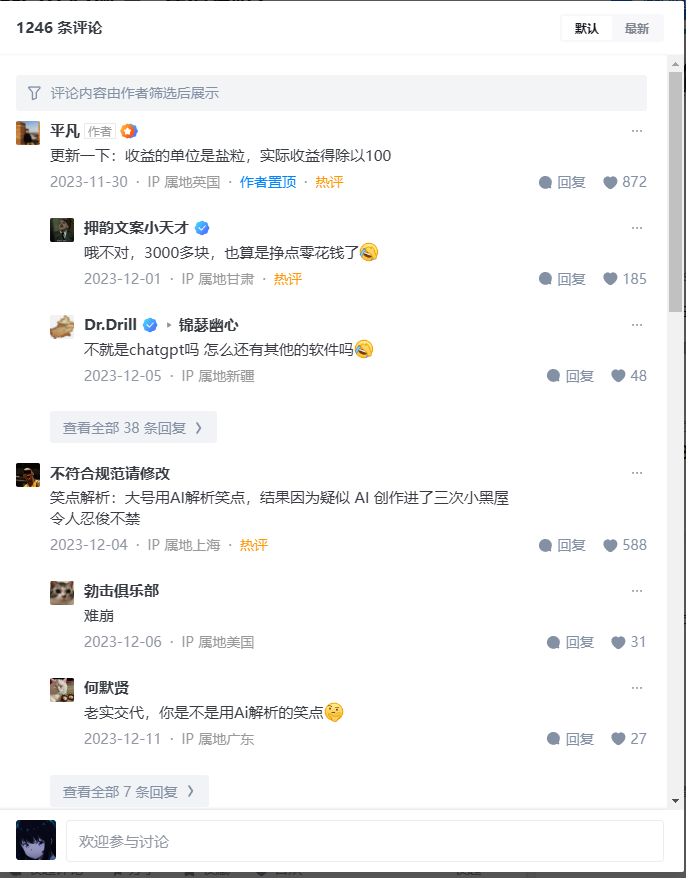 1246 条评论
默认 最新
评论内容由作者筛选后展示
平凡 作者
更新一下：收益的单位是盐粒，实际收益得除以100
2023-11-30 · IP 属地英国 · 作者置顶 · 热评 回复 872
押韵文案小天才
哦不对，3000多块，也算是挣点零花钱了
2023-12-01 · IP 属地甘肃 · 热评 回复 185
Dr.Drill 锦瑟幽心
不就是chatgpt吗 怎么还有其他的软件吗
2023-12-05 · IP 属地新疆 回复 48
查看全部 38 条回复
不符合规范请修改
笑点解析：大号用AI解析笑点，结果因为疑似 AI 创作进了三次小黑屋
令人忍俊不禁
2023-12-04 · IP 属地上海 · 热评 回复 588
勃击俱乐部
难崩
2023-12-06 · IP 属地美国 回复 31
何默贤
老实交代，你是不是用Ai解析的笑点
2023-12-11 · IP 属地广东 回复 27
查看全部 7 条回复
欢迎参与讨论